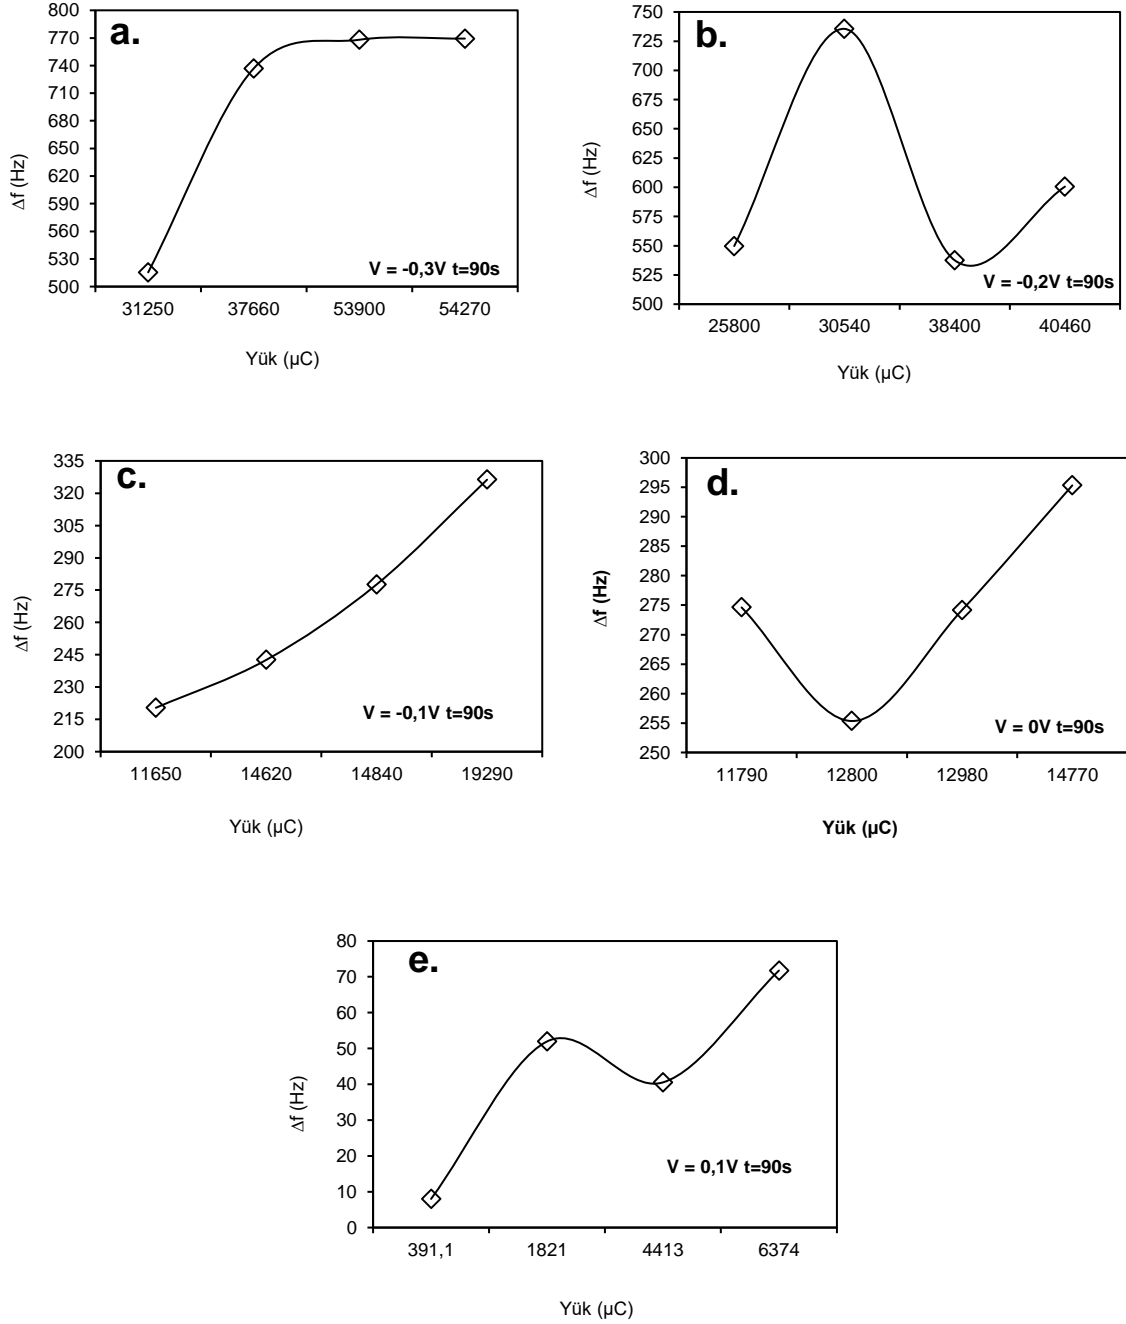 a.
800
770
740
710
680
650
620
590
560
530
500
Δf (Hz)
V = -0,3V t=90s
31250 37660 53900 54270
Yük (µC)
b.
750
725
700
675
650
625
600
575
550
525
500
Δf (Hz)
V = -0,2V t=90s
25800 30540 38400 40460
Yük (µC)
c.
335
320
305
290
275
260
245
230
215
200
Δf (Hz)
V = -0,1V t=90s
11650 14620 14840 19290
Yük (µC)
d.
300
295
290
285
280
275
270
265
260
255
250
Δf (Hz)
V = 0V t=90s
11790 12800 12980 14770
Yük (µC)
e.
80
70
60
50
40
30
20
10
0
Δf (Hz)
V = 0,1V t=90s
391,1 1821 4413 6374
Yük (µC)